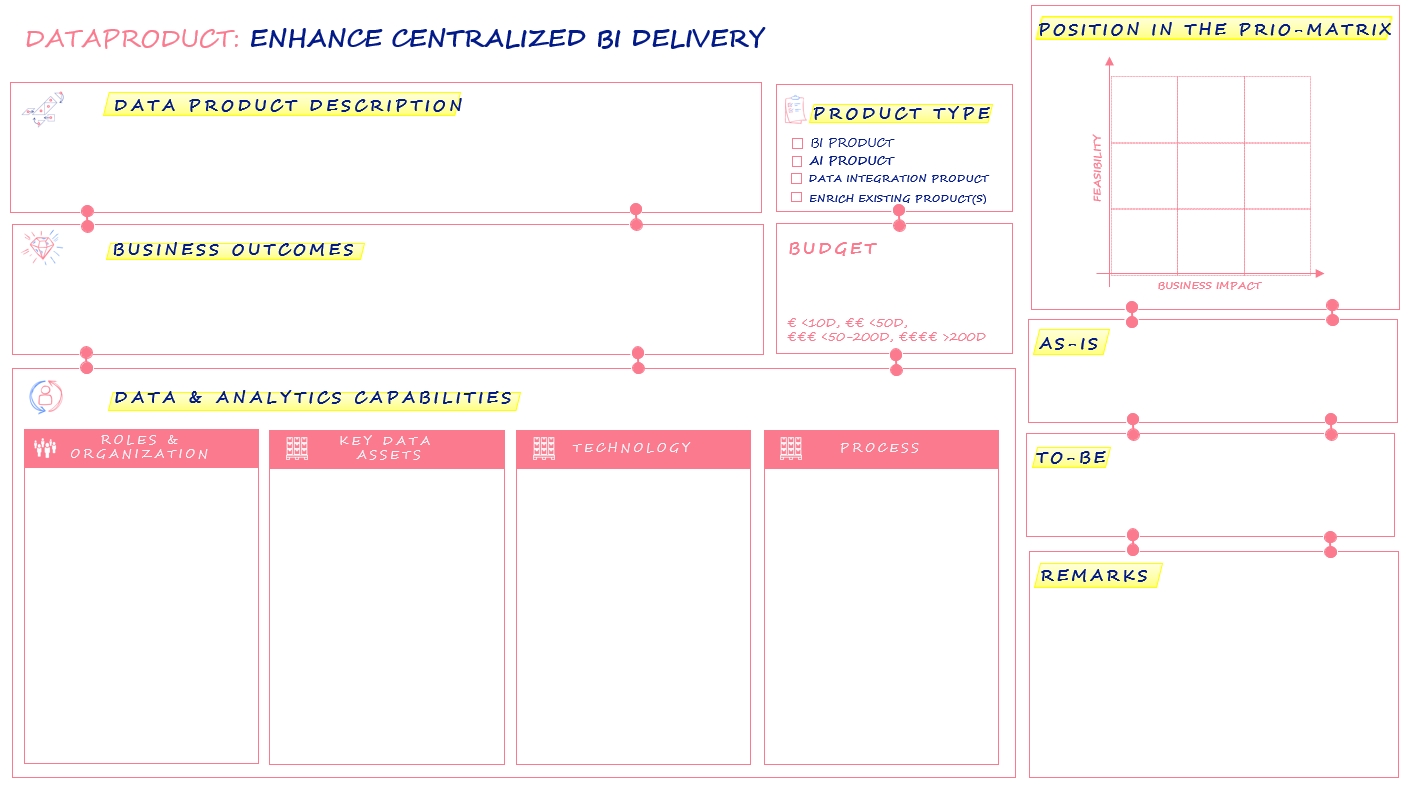 DATAPRODUCT: ENHANCE CENTRALIZED BI DELIVERY
DATA PRODUCT DESCRIPTION
PRODUCT TYPE
BI PRODUCT
AI PRODUCT
DATA INTEGRATION PRODUCT
ENRICH EXISTING PRODUCT(S)
BUSINESS OUTCOMES
BUDGET
€ <10D, €€ <50D,
€€€ <50-200D, €€€€ >200D
DATA & ANALYTICS CAPABILITIES
ROLES &
ORGANIZATION
KEY DATA
ASSETS
TECHNOLOGY
PROCESS
POSITION IN THE PRIO-MATRIX
FEASIBILITY
BUSINESS IMPACT
AS-IS
TO-BE
REMARKS